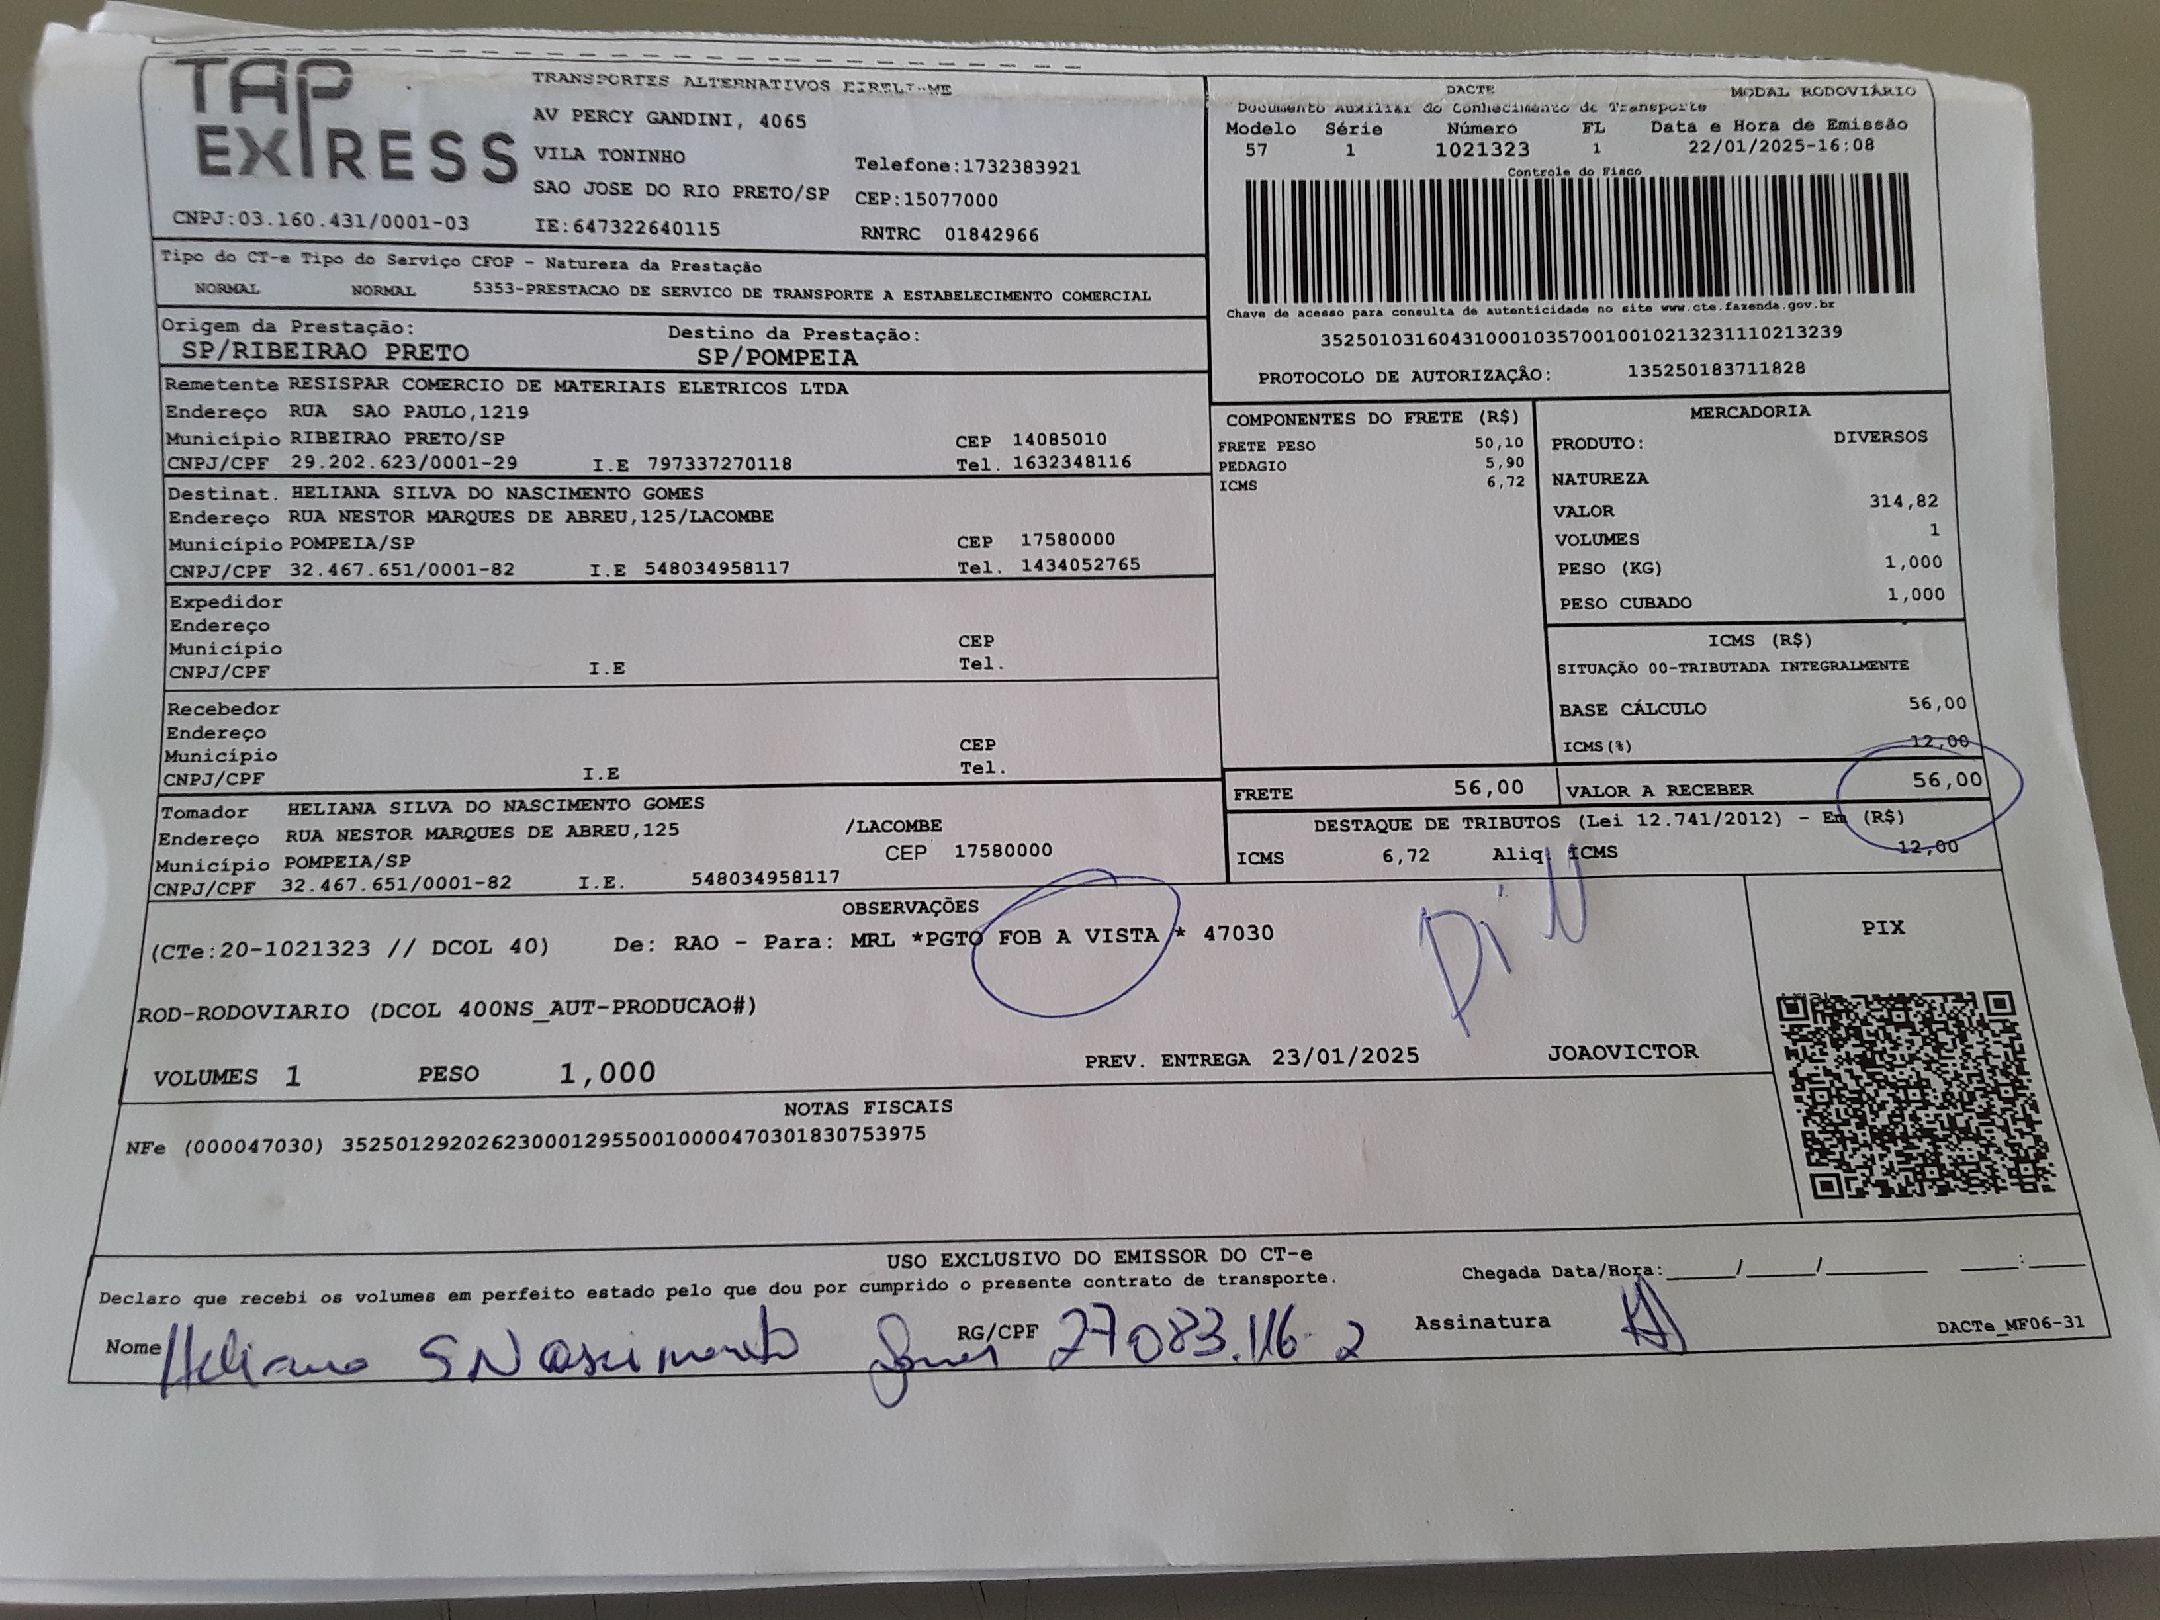 TAP
EXPRESS
TRANSPORTES ALTERNATIVOS EIRELI-ME
AV PERCY GANDINI, 4065
VILA TONINHO
Telefone:1732383921
SAO JOSE DO RIO PRETO/SP CEP:15077000
CNPJ:03.160.431/0001-03 IE:647322640115 RNTRC 01842966
DACTE MODAL RODOVIÁRIO
Documento Auxiliar do Conhecimento de Transporte
Modelo Série Número FL Data e Hora de Emissão
57 1 1021323 1 22/01/2025-16:08
Controle do Fisco
Chave de acesso para consulta de autenticidade no site www.cte.fazenda.gov.br
35250103160431000103570010010213231110213239
PROTOCOLO DE AUTORIZAÇÃO: 135250183711828
Tipo do CT-e Tipo do Serviço CFOP - Natureza da Prestação
NORMAL NORMAL 5353-PRESTACAO DE SERVICO DE TRANSPORTE A ESTABELECIMENTO COMERCIAL
Origem da Prestação: Destino da Prestação:
SP/RIBEIRAO PRETO SP/POMPEIA
Remetente RESISPAR COMERCIO DE MATERIAIS ELETRICOS LTDA
Endereço RUA SAO PAULO,1219
Município RIBEIRAO PRETO/SP CEP 14085010
CNPJ/CPF 29.202.623/0001-29 I.E 797337270118 Tel. 1632348116
Destinat. HELIANA SILVA DO NASCIMENTO GOMES
Endereço RUA NESTOR MARQUES DE ABREU,125/LACOMBE
Município POMPEIA/SP CEP 17580000
CNPJ/CPF 32.467.651/0001-82 I.E 548034958117 Tel. 1434052765
Expedidor
Endereço
Município CEP
CNPJ/CPF I.E Tel.
Recebedor
Endereço
Município CEP
CNPJ/CPF I.E Tel.
Tomador HELIANA SILVA DO NASCIMENTO GOMES
Endereço RUA NESTOR MARQUES DE ABREU,125 /LACOMBE
Município POMPEIA/SP CEP 17580000
CNPJ/CPF 32.467.651/0001-82 I.E. 548034958117
COMPONENTES DO FRETE (R$)
FRETE PESO 50,10
PEDAGIO 5,90
ICMS 6,72
MERCADORIA
PRODUTO: DIVERSOS
NATUREZA
VALOR 314,82
VOLUMES 1
PESO (KG) 1,000
PESO CUBADO 1,000
ICMS (R$)
SITUAÇÃO 00-TRIBUTADA INTEGRALMENTE
BASE CÁLCULO 56,00
ICMS(%) 12,00
FRETE 56,00 VALOR A RECEBER 56,00
DESTAQUE DE TRIBUTOS (Lei 12.741/2012) - Em (R$)
ICMS 6,72 Aliq. ICMS 12,00
OBSERVAÇÕES
(CTe:20-1021323 // DCOL 40) De: RAO - Para: MRL *PGTO FOB A VISTA * 47030
DiN
ROD-RODOVIARIO (DCOL 400NS_AUT-PRODUCAO#)
VOLUMES 1 PESO 1,000 PREV. ENTREGA 23/01/2025 JOAOVICTOR
PIX
NOTAS FISCAIS
NFe (000047030) 35250129202623000129550010000470301830753975
USO EXCLUSIVO DO EMISSOR DO CT-e
Declaro que recebi os volumes em perfeito estado pelo que dou por cumprido o presente contrato de transporte. Chegada Data/Hora:_____/_____/_______ ____:____
Nome Heliana S Nascimento Gomes RG/CPF 27083.116-2 Assinatura DACTe_MF06-31